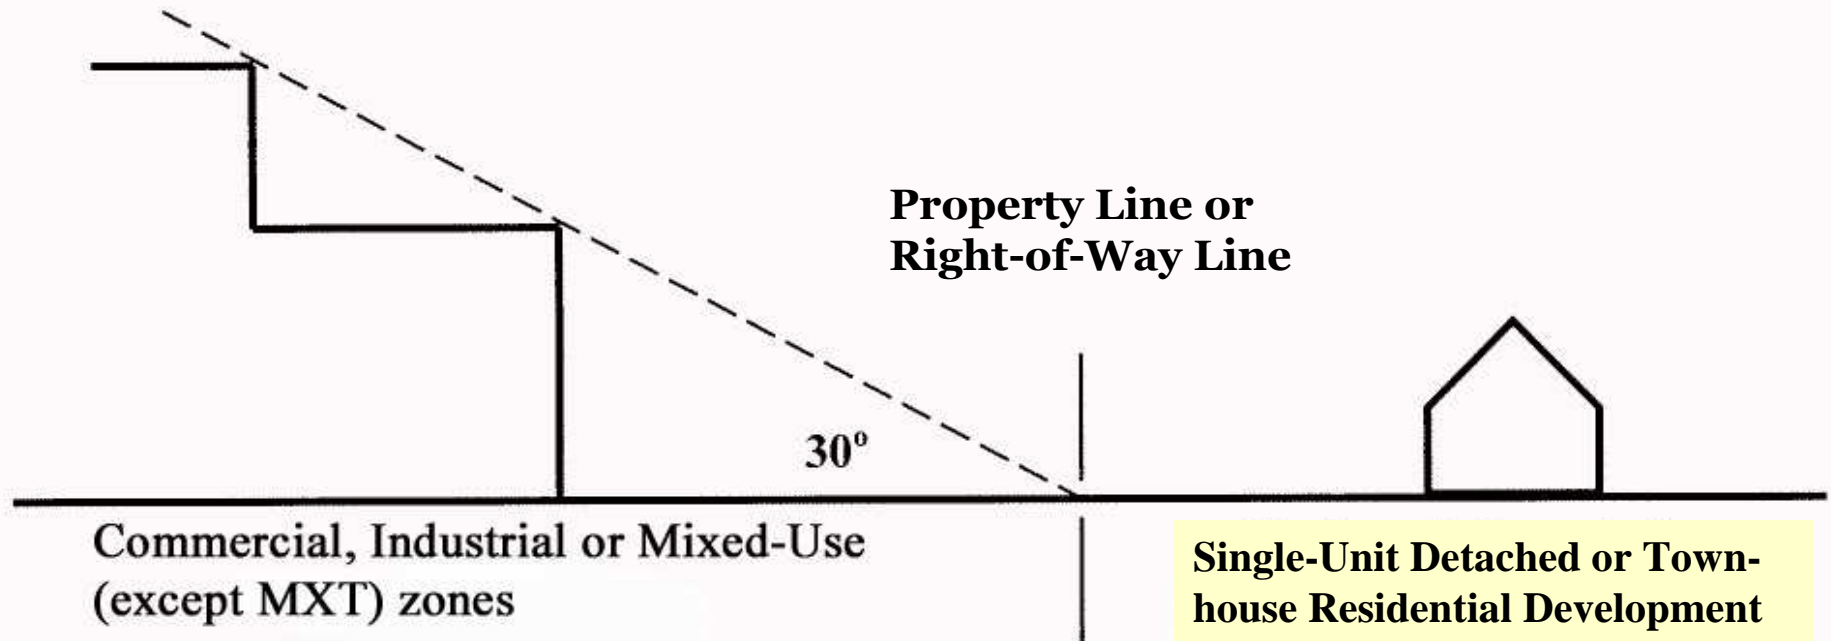 Property Line or
Right-of-Way Line
30°
Commercial, Industrial or Mixed-Use
(except MXT) zones
Single-Unit Detached or Town-
house Residential Development